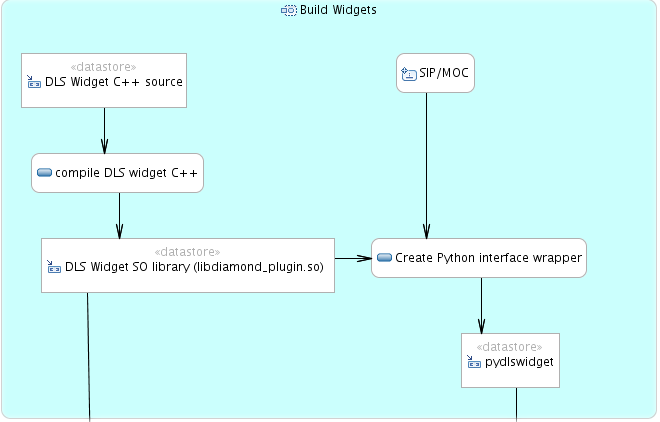 Build Widgets
«datastore»
DLS Widget C++ source
SIP/MOC
compile DLS widget C++
«datastore»
DLS Widget SO library (libdiamond_plugin.so)
Create Python interface wrapper
«datastore»
pydlswidget